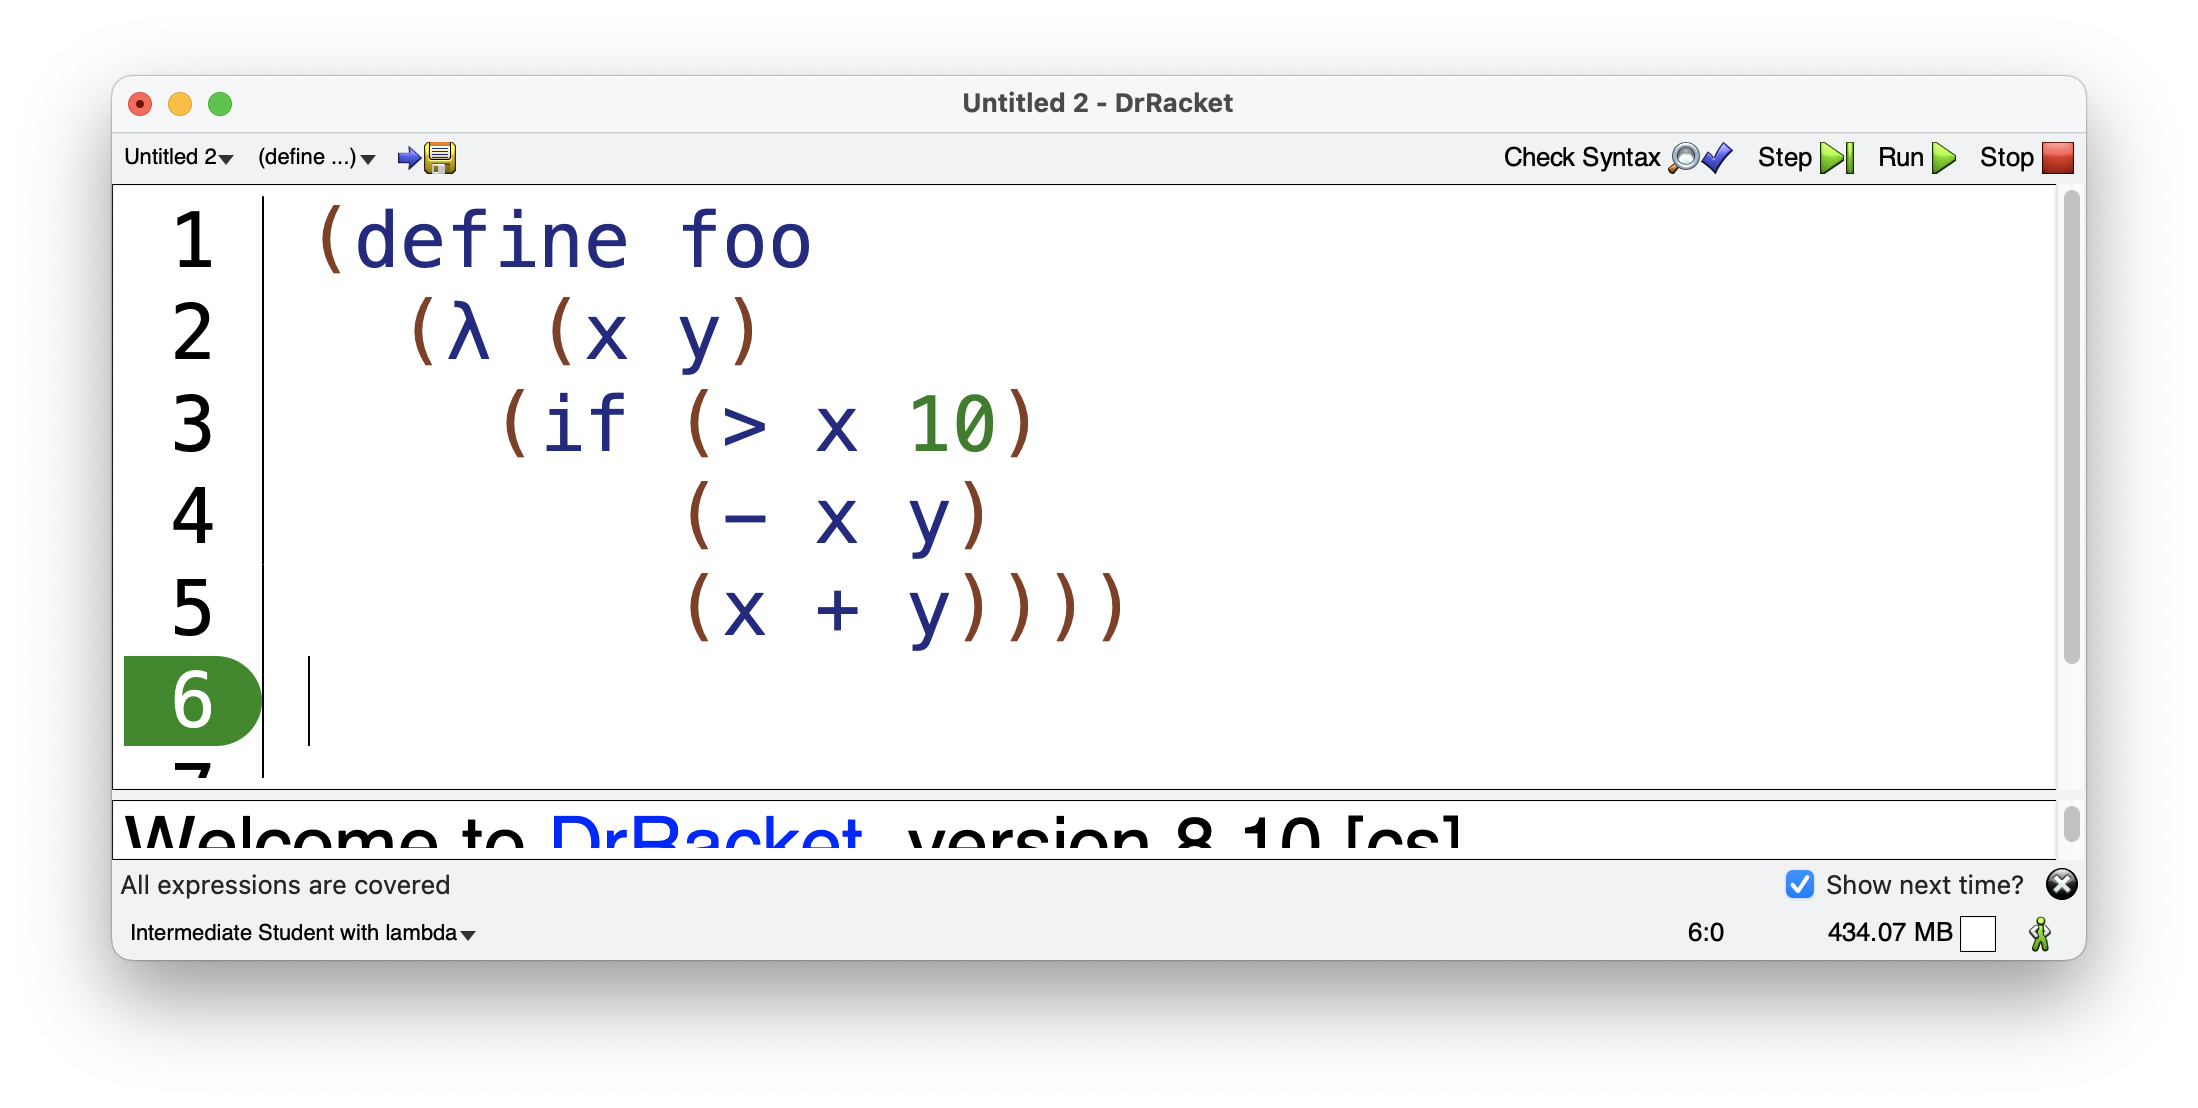 Untitled 2 - DrRacket
Untitled 2 (define ...) Check Syntax Step Run Stop
1 (define foo
2   (λ (x y)
3     (if (> x 10)
4         (- x y)
5         (x + y))))
6
7
Welcome to DrRacket, version 8.10 [cs]
All expressions are covered Show next time?
Intermediate Student with lambda 6:0 434.07 MB